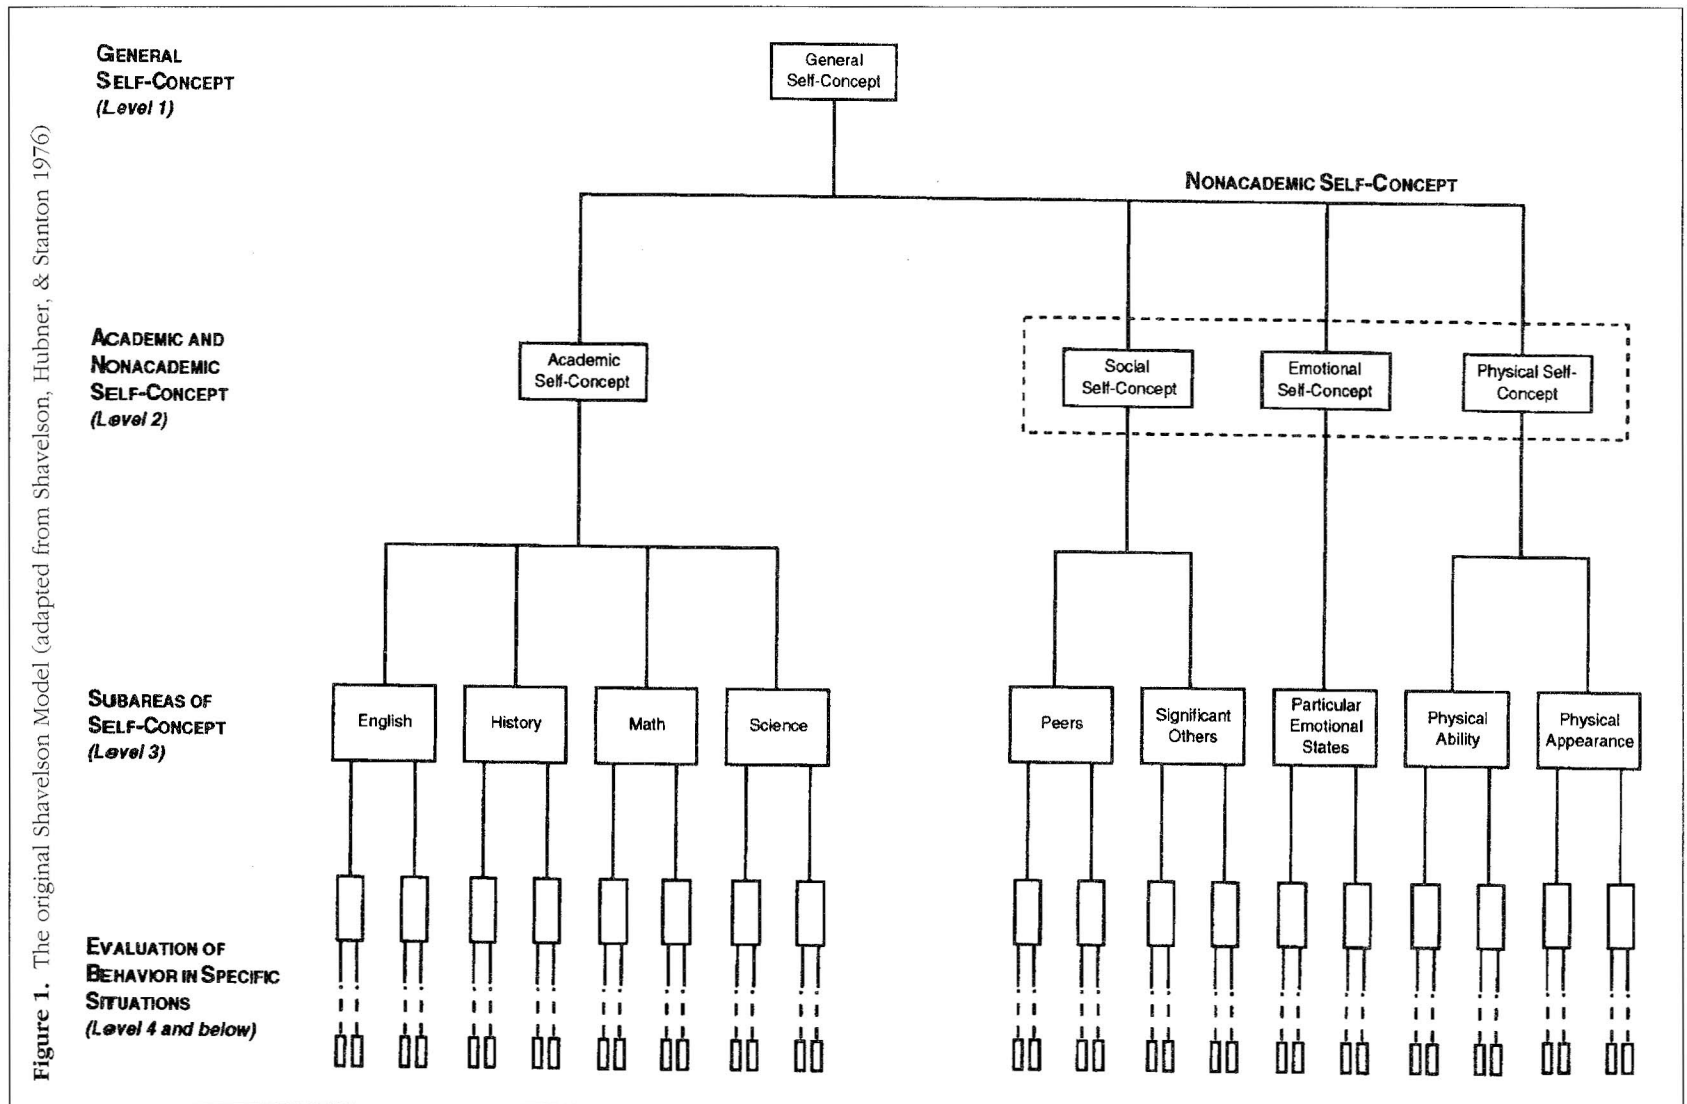 GENERAL
SELF-CONCEPT
(Level 1)
General
Self-Concept
NONACADEMIC SELF-CONCEPT
ACADEMIC AND
NONACADEMIC
SELF-CONCEPT
(Level 2)
Academic
Self-Concept
Social
Self-Concept
Emotional
Self-Concept
Physical Self-
Concept
SUBAREAS OF
SELF-CONCEPT
(Level 3)
English
History
Math
Science
Peers
Significant
Others
Particular
Emotional
States
Physical
Ability
Physical
Appearance
EVALUATION OF
BEHAVIOR IN SPECIFIC
SITUATIONS
(Level 4 and below)
Figure 1. The original Shavelson Model (adapted from Shavelson, Hubner, & Stanton 1976)